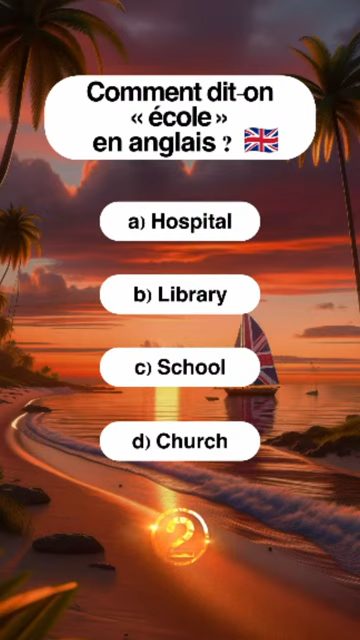 Comment dit-on
« école »
en anglais ?
a) Hospital
b) Library
c) School
d) Church
2